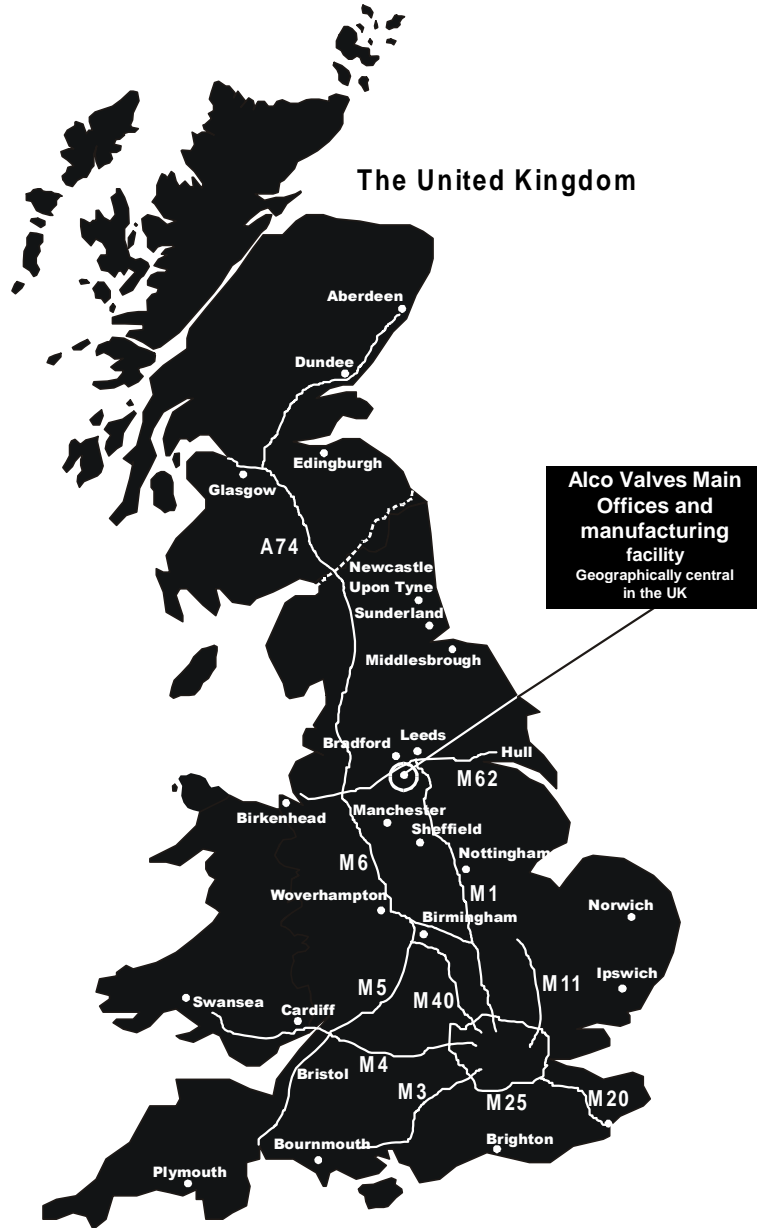 The United Kingdom
Aberdeen
Dundee
Edingburgh
Glasgow
Alco Valves Main
Offices and
manufacturing
facility
Geographically central
in the UK
A74
Newcastle
Upon Tyne
Sunderland
Middlesbrough
Leeds
Bradford
Hull
M62
Birkenhead
Manchester
Sheffield
Nottingham
M6
M1
Woverhampton
Norwich
Birmingham
Ipswich
M11
M5
M40
Swansea
Cardiff
M4
Bristol
M3
M25
M20
Bournmouth
Brighton
Plymouth